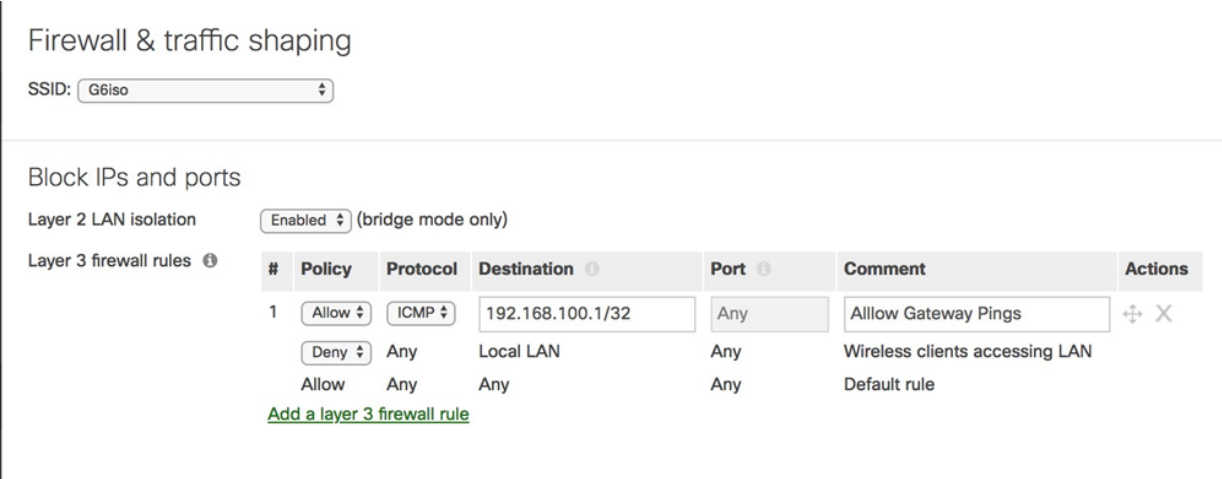 Firewall & traffic shaping
SSID: G6iso
Block IPs and ports
Layer 2 LAN isolation Enabled (bridge mode only)
Layer 3 firewall rules # Policy Protocol Destination Port Comment Actions
1 Allow ICMP 192.168.100.1/32 Any Alllow Gateway Pings X
Deny Any Local LAN Any Wireless clients accessing LAN
Allow Any Any Any Default rule
Add a layer 3 firewall rule